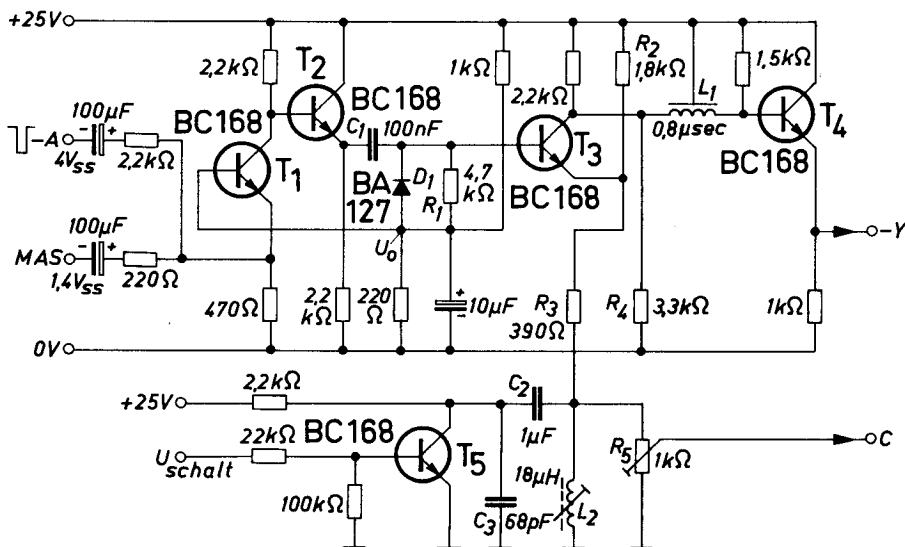 +25V
2,2kΩ
T2
BC168
1kΩ
R2
1,8kΩ
2,2kΩ
L1
0,8µsec
1,5kΩ
T4
BC168
100µF
- +
-A
4Vss
2,2kΩ
BC168
T1
C1
100nF
D1
BA
127
4,7
kΩ
R1
T3
BC168
100µF
- +
MAS
1,4Vss
220Ω
U0
-Y
470Ω
2,2
kΩ
220
Ω
+
-
10µF
R3
390Ω
R4
3,3kΩ
1kΩ
0V
2,2kΩ
+25V
C2
1µF
22kΩ
BC168
T5
Uschalt
R5
1kΩ
C
100kΩ
18µH
L2
C3
68pF